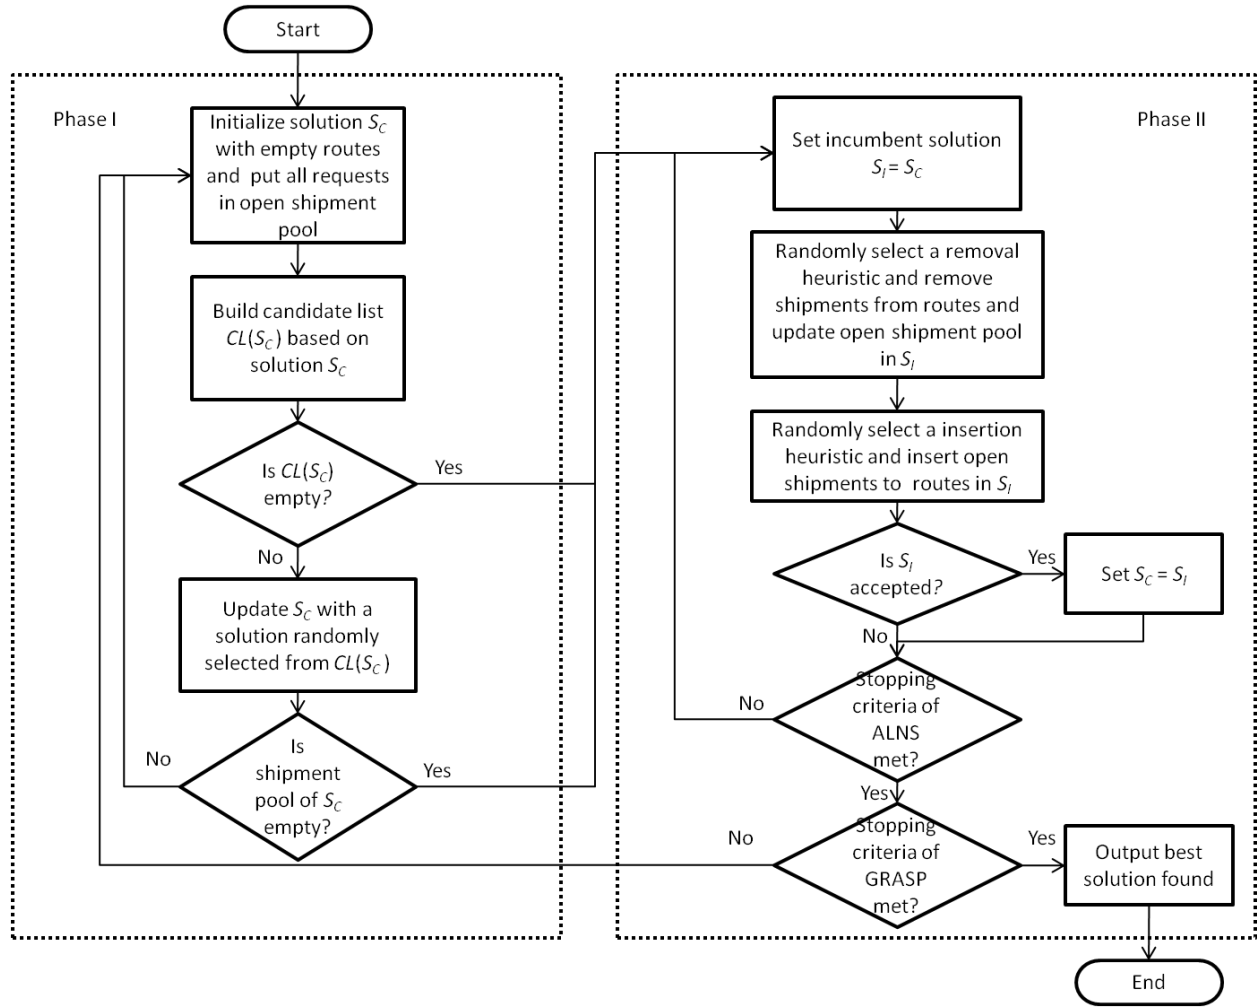 Start
Phase I
Initialize solution S_C
with empty routes
and put all requests
in open shipment
pool
Build candidate list
CL(S_C) based on
solution S_C
Is CL(S_C)
empty?
Yes
No
Update S_C with a
solution randomly
selected from CL(S_C)
Is
shipment
pool of S_C
empty?
No
Yes
Phase II
Set incumbent solution
S_I = S_C
Randomly select a removal
heuristic and remove
shipments from routes and
update open shipment pool
in S_I
Randomly select a insertion
heuristic and insert open
shipments to routes in S_I
Is S_I
accepted?
Yes
Set S_C = S_I
No
Stopping
criteria of
ALNS
met?
No
Yes
Stopping
criteria of
GRASP
met?
No
Yes
Output best
solution found
End